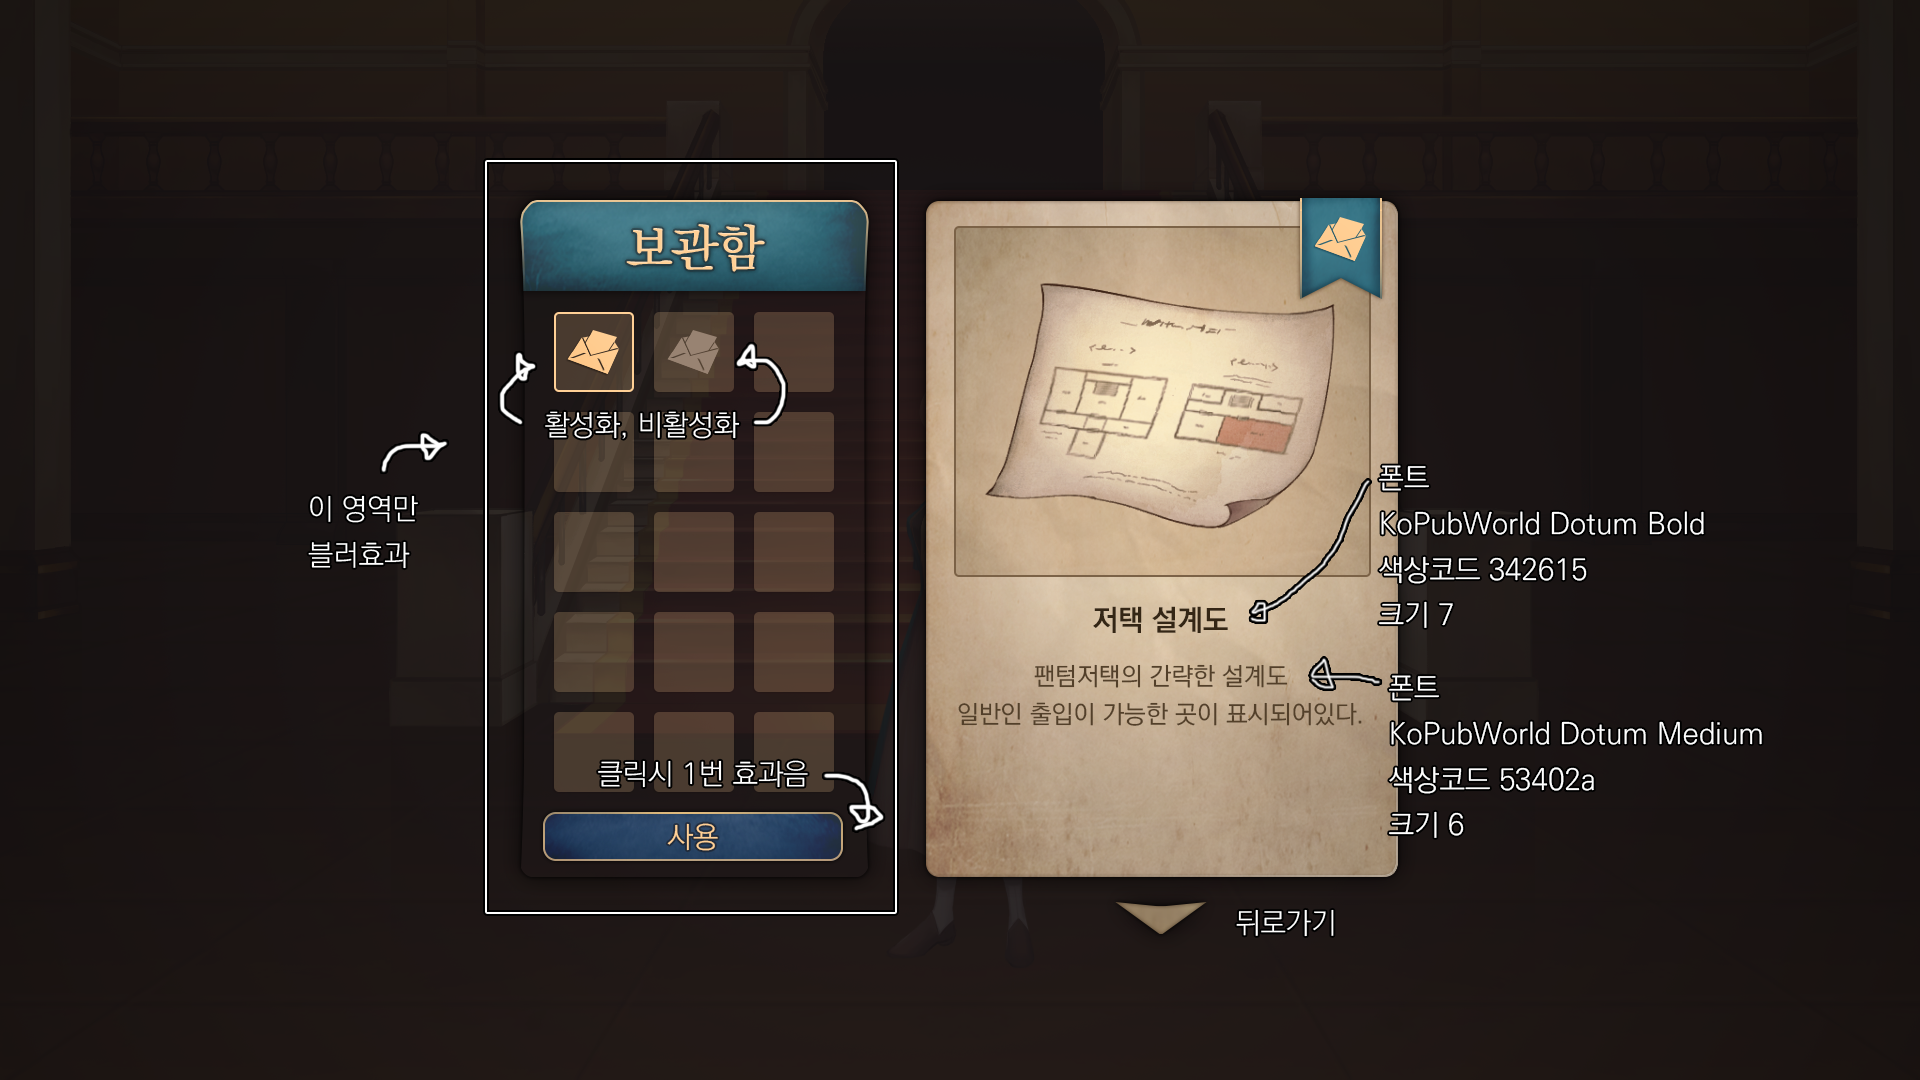 보관함
활성화, 비활성화
이 영역만
블러효과
클릭시 1번 효과음
사용
폰트
KoPubWorld Dotum Bold
색상코드 342615
크기 7
저택 설계도
팬텀저택의 간략한 설계도
일반인 출입이 가능한 곳이 표시되어있다.
폰트
KoPubWorld Dotum Medium
색상코드 53402a
크기 6
뒤로가기